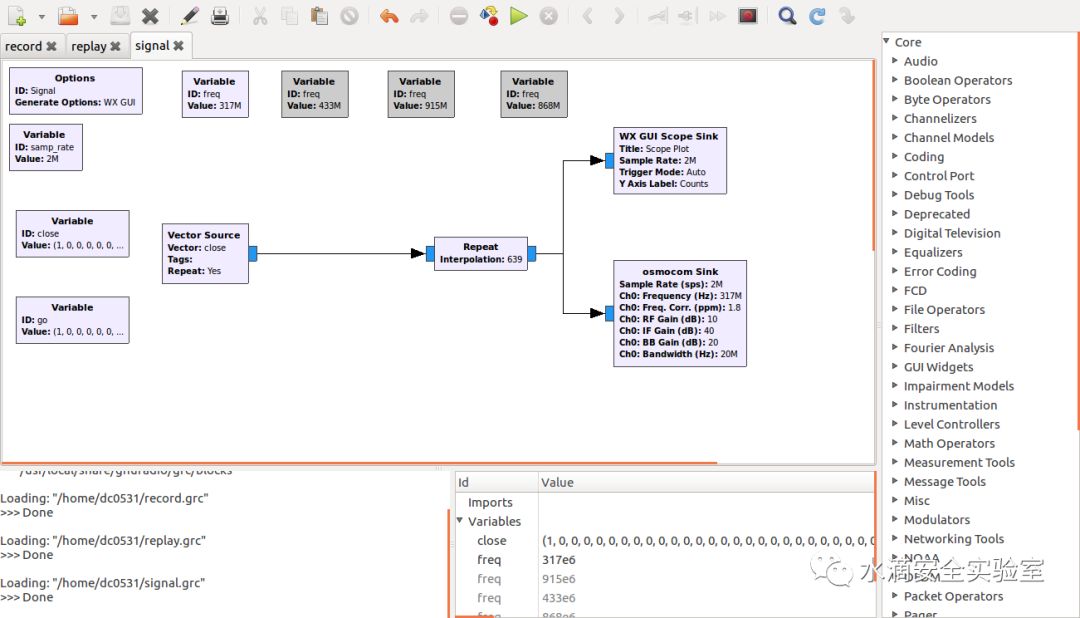 record
replay
signal
Options
ID: Signal
Generate Options: WX GUI
Variable
ID: freq
Value: 317M
Variable
ID: freq
Value: 433M
Variable
ID: freq
Value: 915M
Variable
ID: freq
Value: 868M
Variable
ID: samp_rate
Value: 2M
WX GUI Scope Sink
Title: Scope Plot
Sample Rate: 2M
Trigger Mode: Auto
Y Axis Label: Counts
Variable
ID: close
Value: (1, 0, 0, 0, 0, 0, ...
Vector Source
Vector: close
Tags:
Repeat: Yes
Repeat
Interpolation: 639
osmocom Sink
Sample Rate (sps): 2M
Ch0: Frequency (Hz): 317M
Ch0: Freq. Corr. (ppm): 1.8
Ch0: RF Gain (dB): 10
Ch0: IF Gain (dB): 40
Ch0: BB Gain (dB): 20
Ch0: Bandwidth (Hz): 20M
Variable
ID: go
Value: (1, 0, 0, 0, 0, 0, ...
/usr/local/share/gnuradio/grc/blocks
Loading: "/home/dc0531/record.grc"
>>> Done
Loading: "/home/dc0531/replay.grc"
>>> Done
Loading: "/home/dc0531/signal.grc"
>>> Done
Id Value
Imports
Variables
close (1, 0, 0, 0, 0, 0, 0, 0, 0, 0, 0, 0, 0, 0, 0, 0, 0, 0, 0, 0, 0, 0, 0, 0, 0, 0, 0
freq 317e6
freq 915e6
freq 433e6
freq 868e6
Core
Audio
Boolean Operators
Byte Operators
Channelizers
Channel Models
Coding
Control Port
Debug Tools
Deprecated
Digital Television
Equalizers
Error Coding
FCD
File Operators
Filters
Fourier Analysis
GUI Widgets
Impairment Models
Instrumentation
Level Controllers
Math Operators
Measurement Tools
Message Tools
Misc
Modulators
Networking Tools
NOAA
OFDM
Packet Operators
Pager
水滴安全实验室